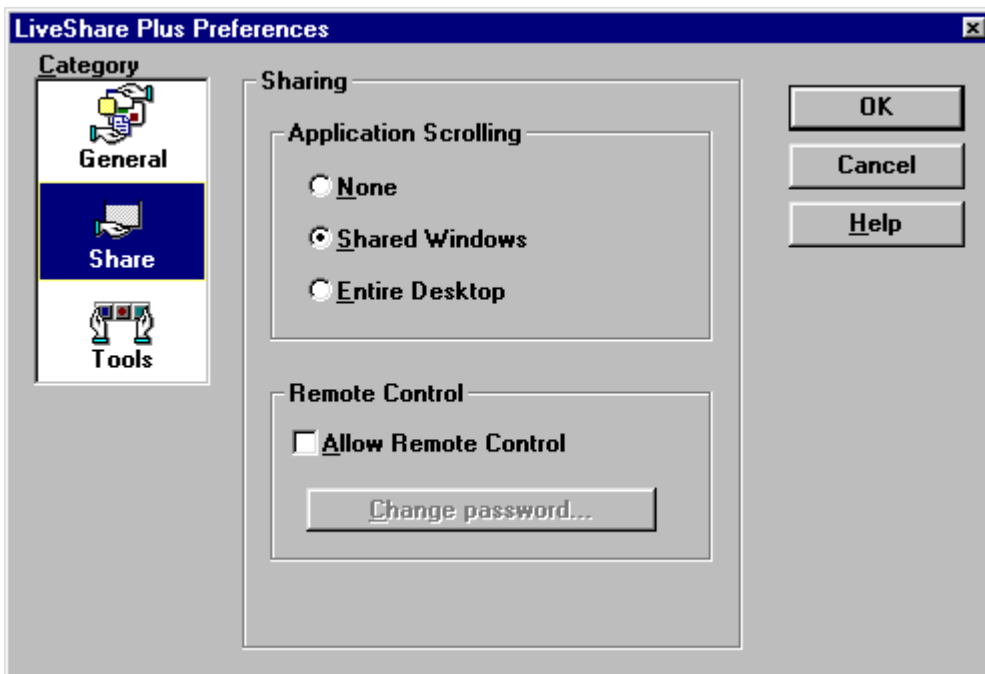 LiveShare Plus Preferences
Category
General
Share
Tools
Sharing
Application Scrolling
None
Shared Windows
Entire Desktop
Remote Control
Allow Remote Control
Change password...
OK
Cancel
Help